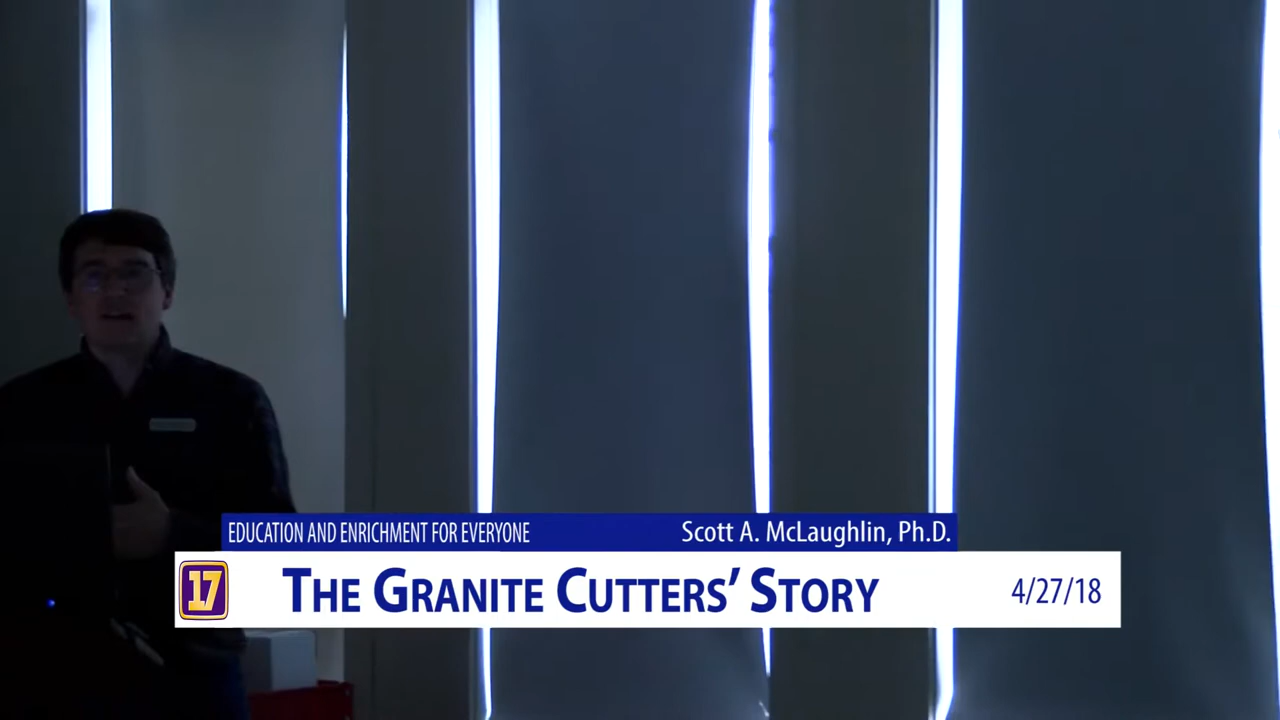 EDUCATION AND ENRICHMENT FOR EVERYONE
Scott A. McLaughlin, Ph.D.
17
THE GRANITE CUTTERS' STORY
4/27/18